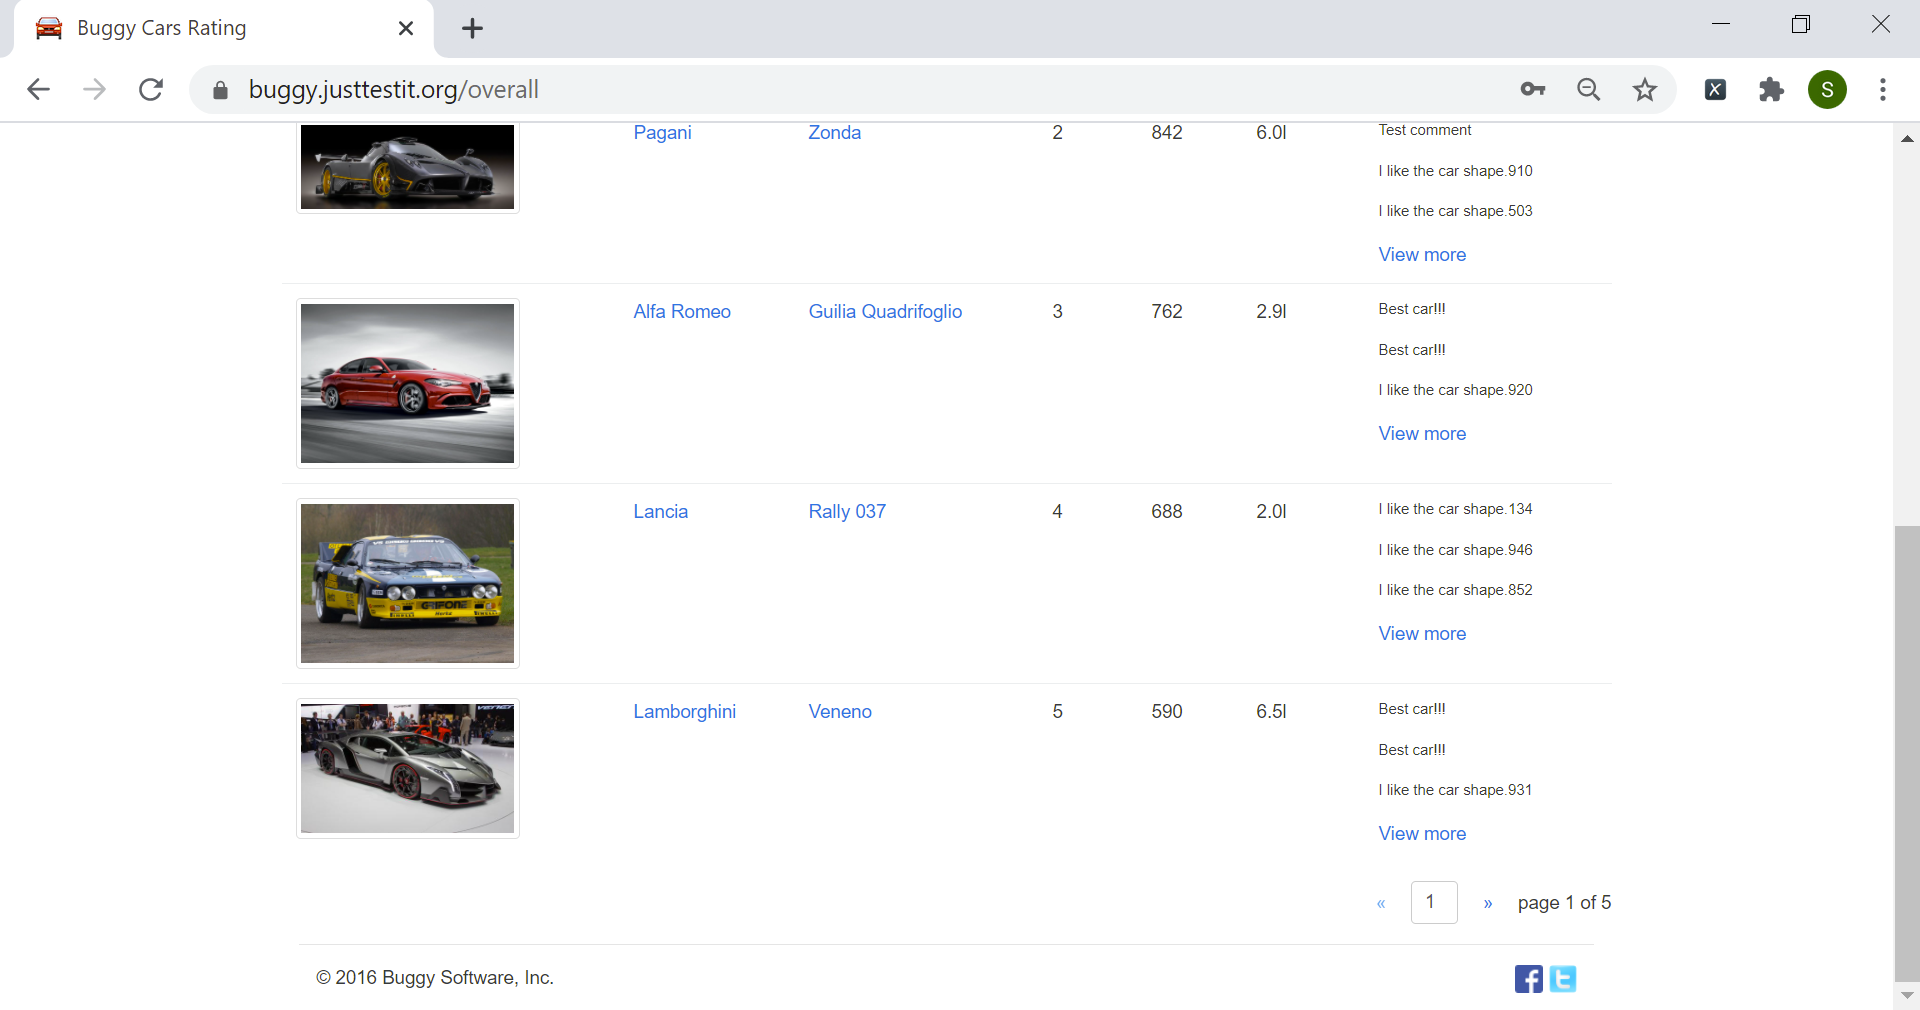 Buggy Cars Rating
buggy.justtestit.org/overall
S
Pagani Zonda 2 842 6.0l Test comment
I like the car shape.910
I like the car shape.503
View more
Alfa Romeo Guilia Quadrifoglio 3 762 2.9l Best car!!!
Best car!!!
I like the car shape.920
View more
Lancia Rally 037 4 688 2.0l I like the car shape.134
I like the car shape.946
I like the car shape.852
GRIFONE
Hertz
View more
Lamborghini Veneno 5 590 6.5l Best car!!!
Best car!!!
I like the car shape.931
View more
« 1 » page 1 of 5
© 2016 Buggy Software, Inc.